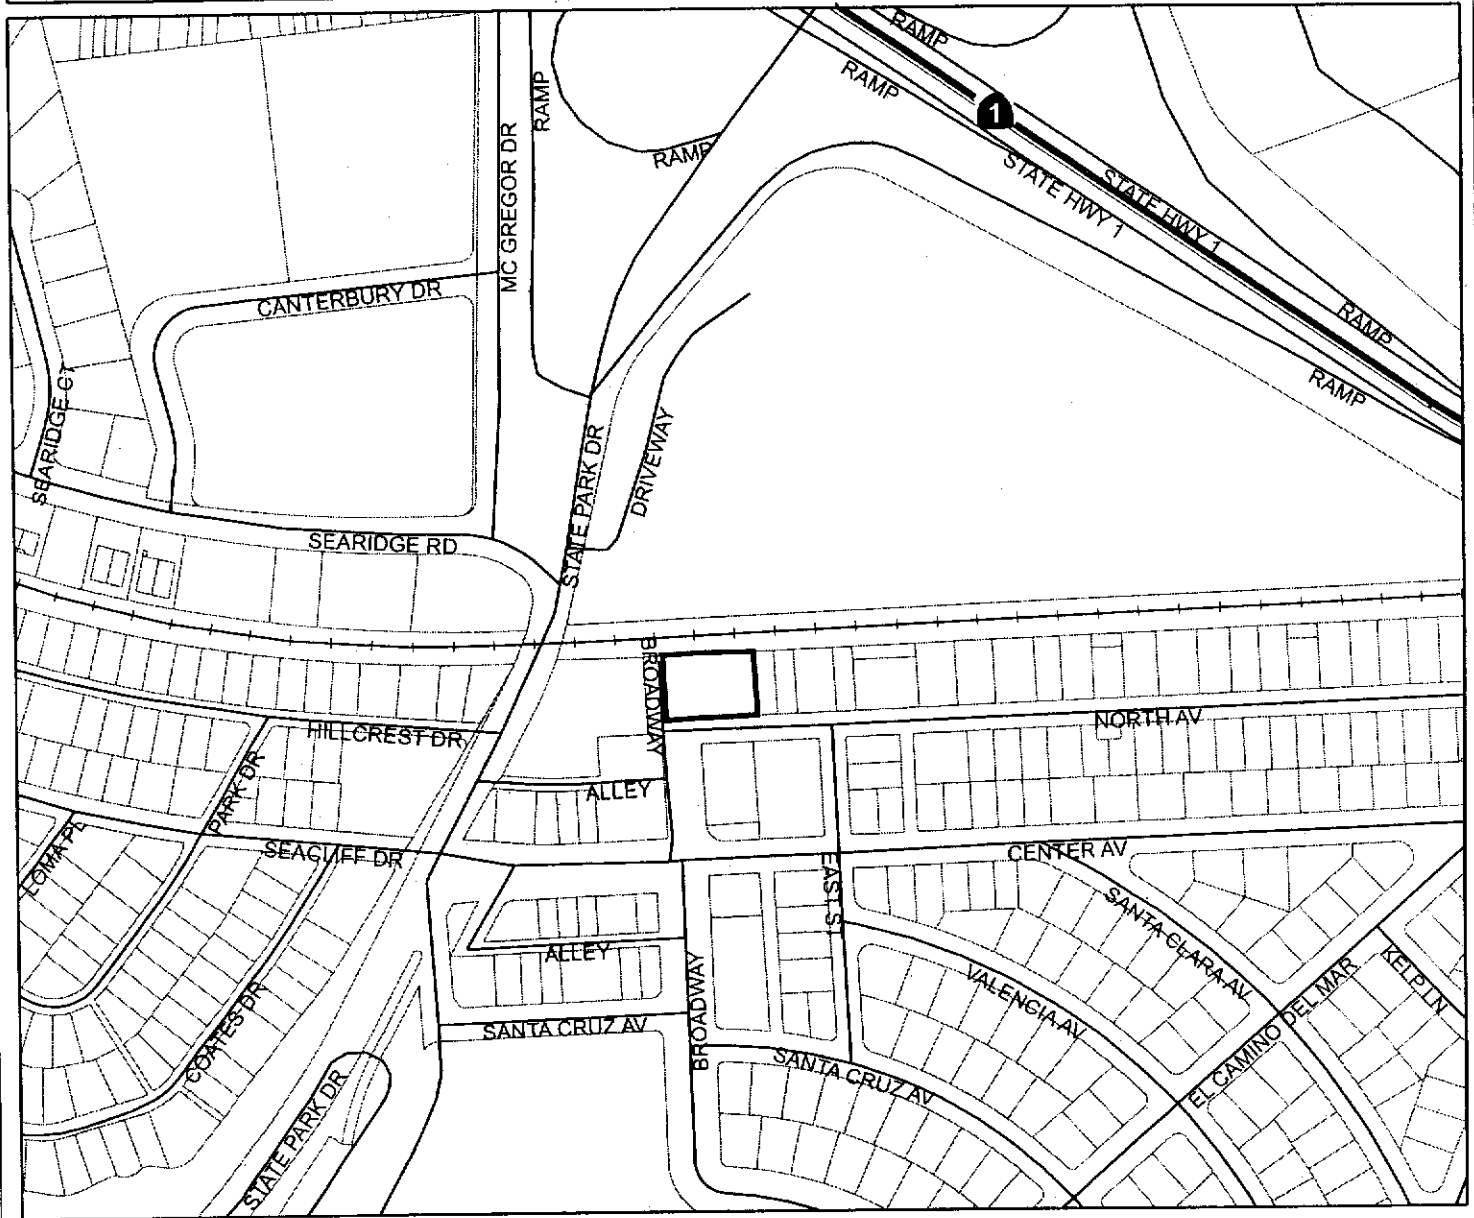 RAMP
RAMP
RAMP
1
MC GREGOR DR
RAMP
STATE HWY 1
STATE HWY 1
CANTERBURY DR
RAMP
RAMP
SEARIDGE CT
STATE PARK DR
DRIVEWAY
SEARIDGE RD
BROADWAY
NORTH AV
HILLCREST DR
PARK DR
ALLEY
LOMA PL
SEACLIFF DR
EAST ST
CENTER AV
SANTA CLARA AV
ALLEY
VALENCIA AV
KELP LN
EL CAMINO DEL MAR
COATES DR
SANTA CRUZ AV
BROADWAY
SANTA CRUZ AV
STATE PARK DR